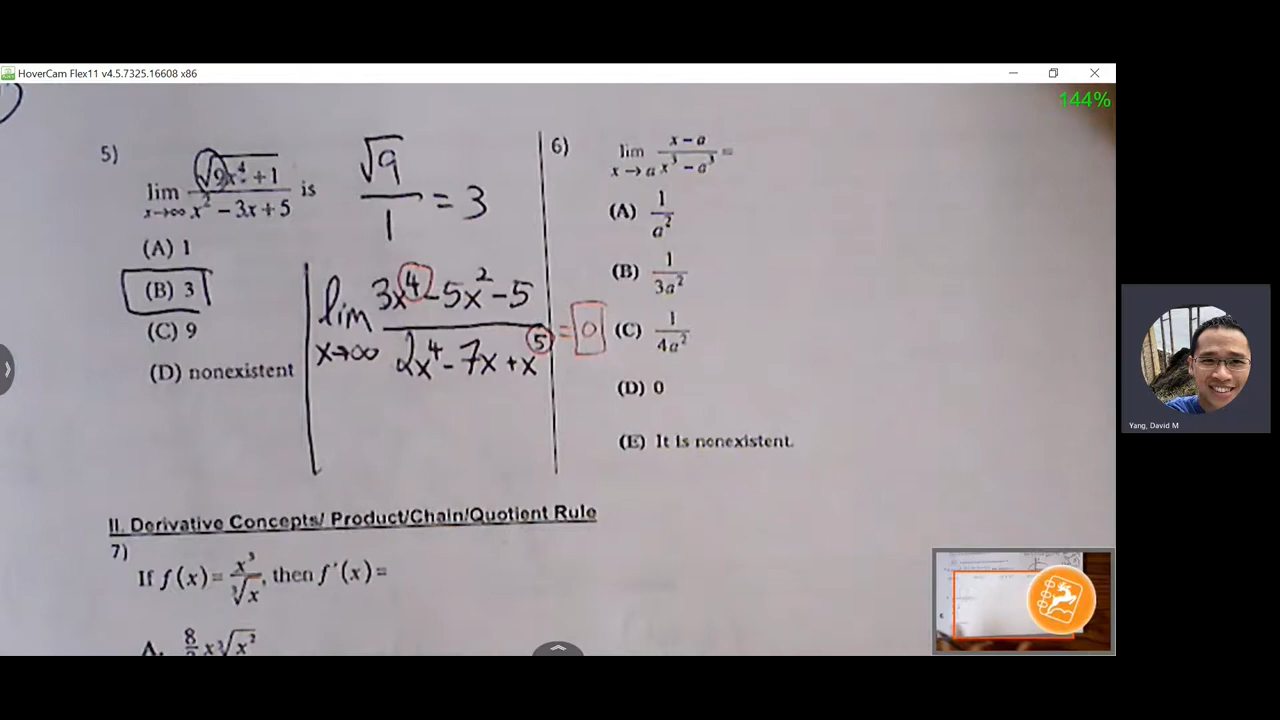 HoverCam Flex11 v4.5.7325.16608 x86
144%
5)
lim x→∞ √9x⁴ + 1 / x² - 3x + 5 is
(A) 1
(B) 3
(C) 9
(D) nonexistent
√9 / 1 = 3
lim x→∞ 3x⁴ - 5x² - 5 / 2x⁴ - 7x + x⁵ = 0
6)
lim x→a x - a / x³ - a³ =
(A) 1 / a²
(B) 1 / 3a²
(C) 1 / 4a²
(D) 0
(E) It is nonexistent.
II. Derivative Concepts/ Product/Chain/Quotient Rule
7)
If f(x) = x³ / ∛x, then f'(x) =
A.
x∛x²
Yang, David M